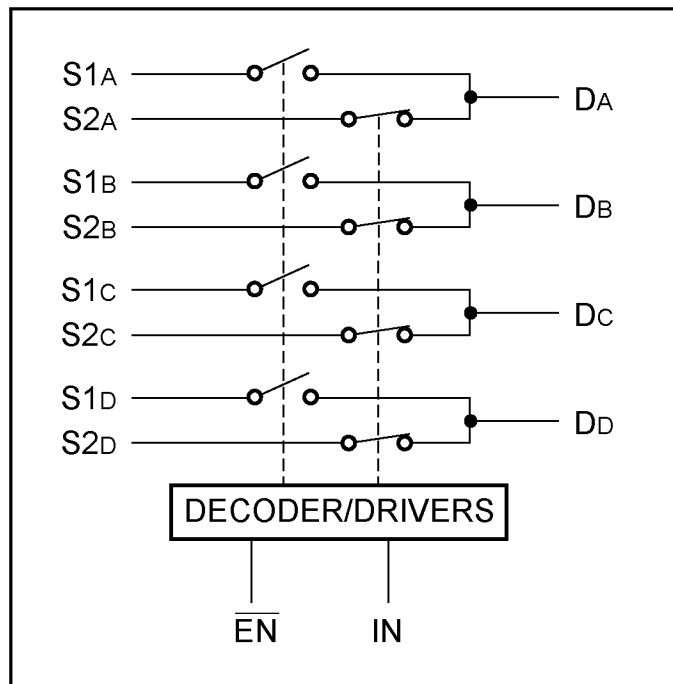 S1A
DA
S2A
S1B
DB
S2B
S1C
DC
S2C
S1D
DD
S2D
DECODER/DRIVERS
EN IN